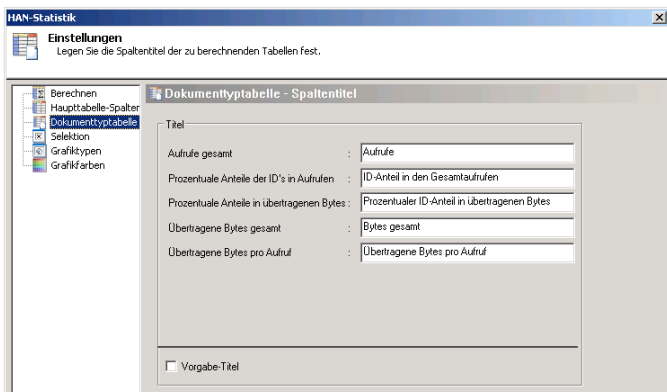 HAN-Statistik
Einstellungen
Legen Sie die Spaltentitel der zu berechnenden Tabellen fest.
Berechnen
Haupttabelle-Spalter
Dokumenttyptabelle
Selektion
Grafiktypen
Grafikfarben
Dokumenttyptabelle - Spaltentitel
Titel
Aufrufe gesamt : Aufrufe
Prozentuale Anteile der ID's in Aufrufen : ID-Anteil in den Gesamtaufrufen
Prozentuale Anteile in übertragenen Bytes : Prozentualer ID-Anteil in übertragenen Bytes
Übertragene Bytes gesamt : Bytes gesamt
Übertragene Bytes pro Aufruf : Übertragene Bytes pro Aufruf
Vorgabe-Titel